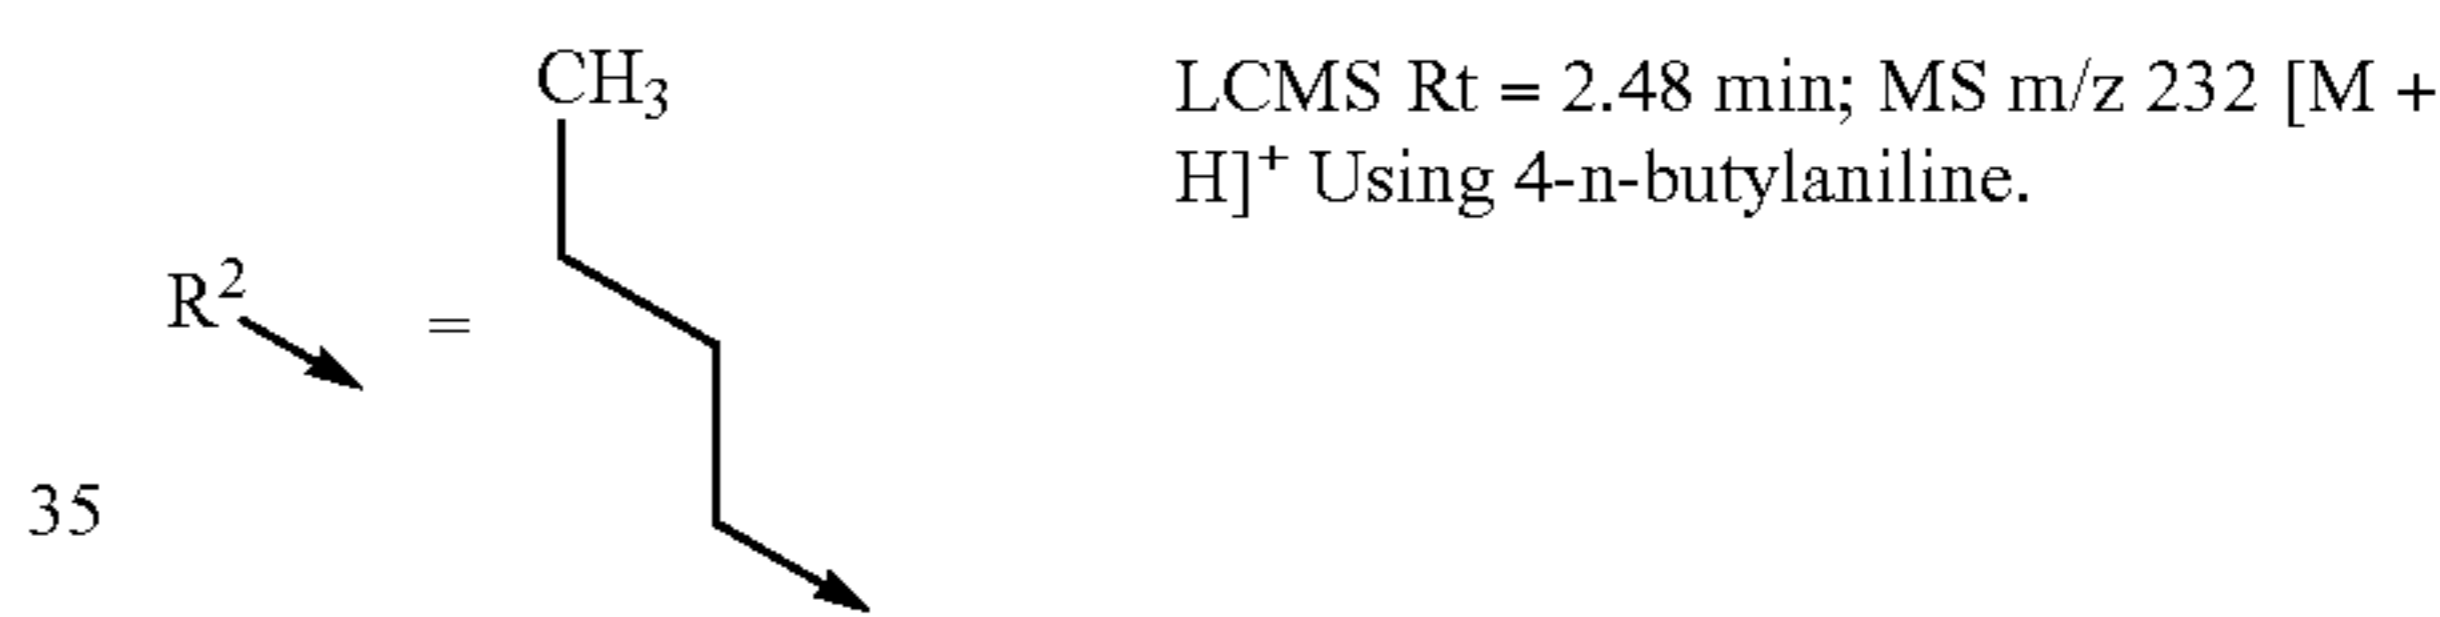 CH₃
LCMS Rt = 2.48 min; MS m/z 232 [M +
H]⁺ Using 4-n-butylaniline.
R² =
35